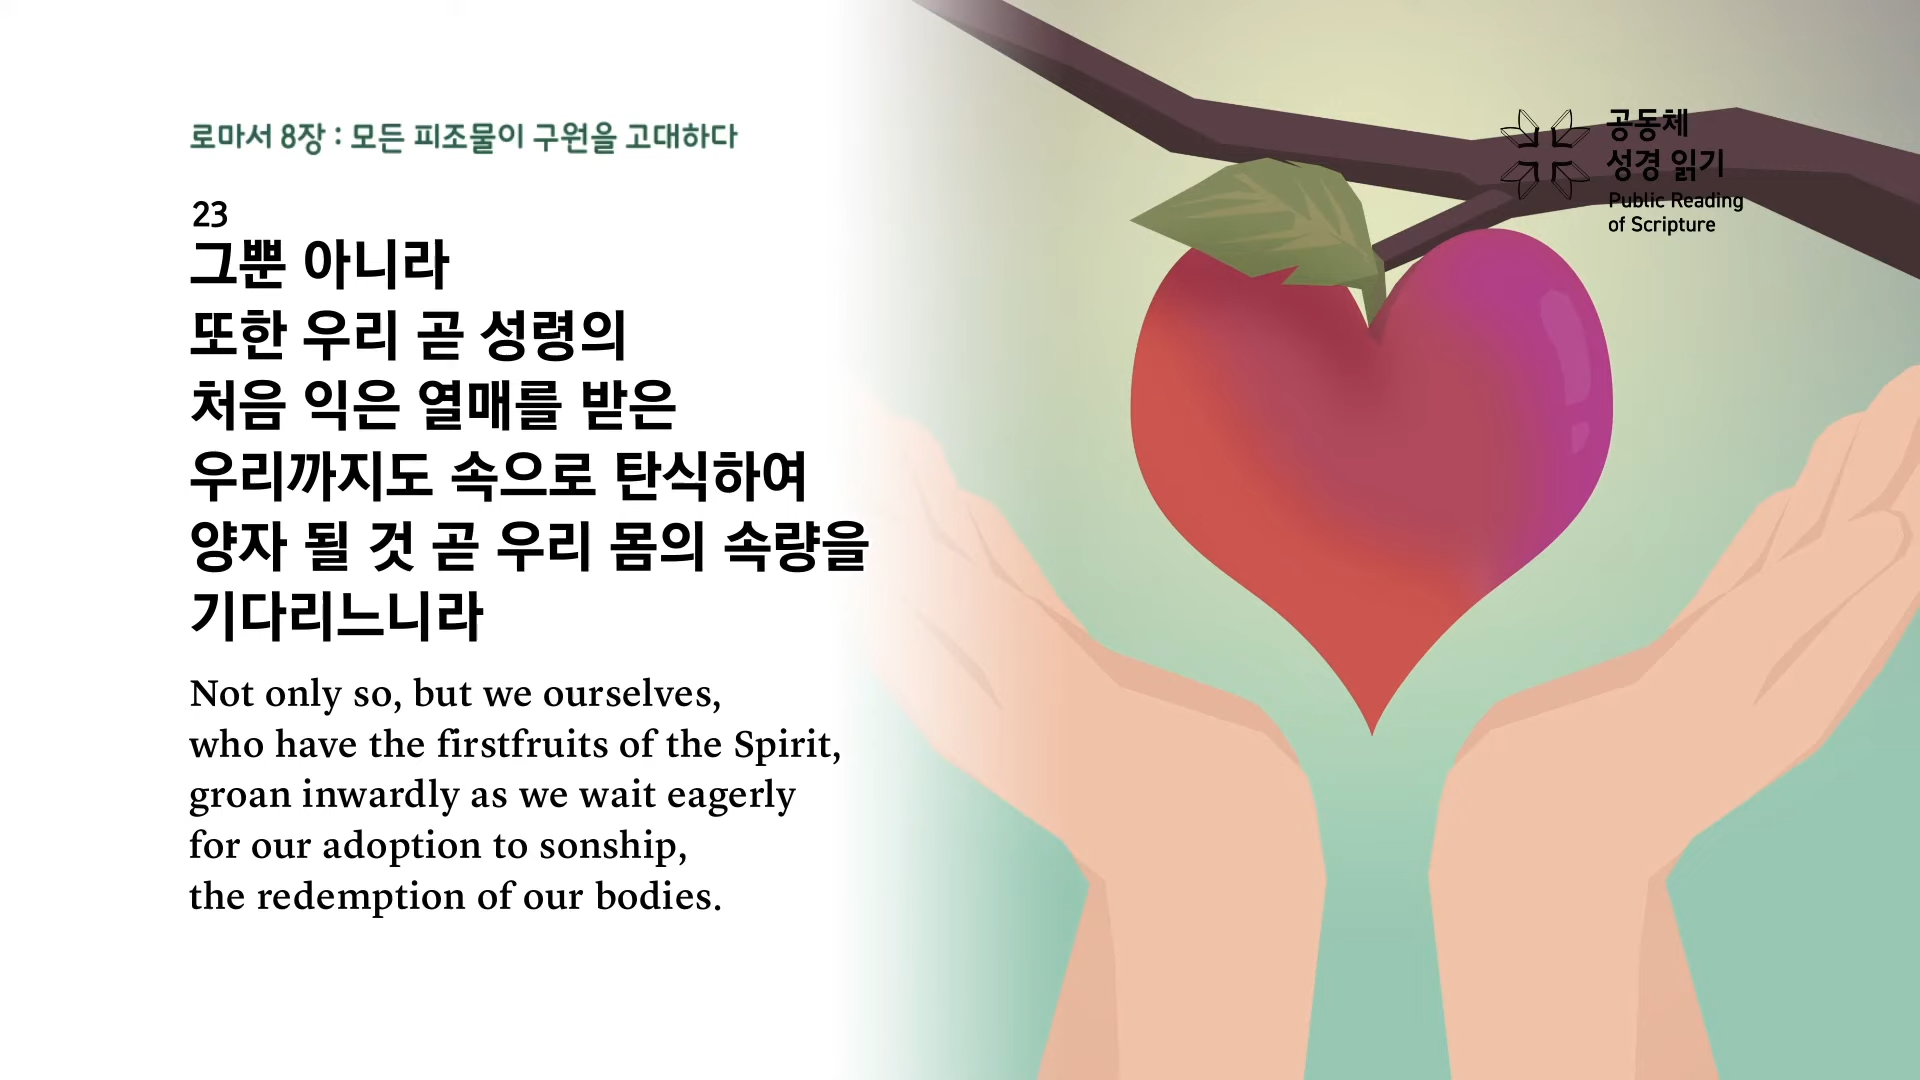 로마서 8장 : 모든 피조물이 구원을 고대하다
23
그뿐 아니라
또한 우리 곧 성령의
처음 익은 열매를 받은
우리까지도 속으로 탄식하여
양자 될 것 곧 우리 몸의 속량을
기다리느니라
Not only so, but we ourselves,
who have the firstfruits of the Spirit,
groan inwardly as we wait eagerly
for our adoption to sonship,
the redemption of our bodies.
공동체
성경 읽기
Public Reading
of Scripture